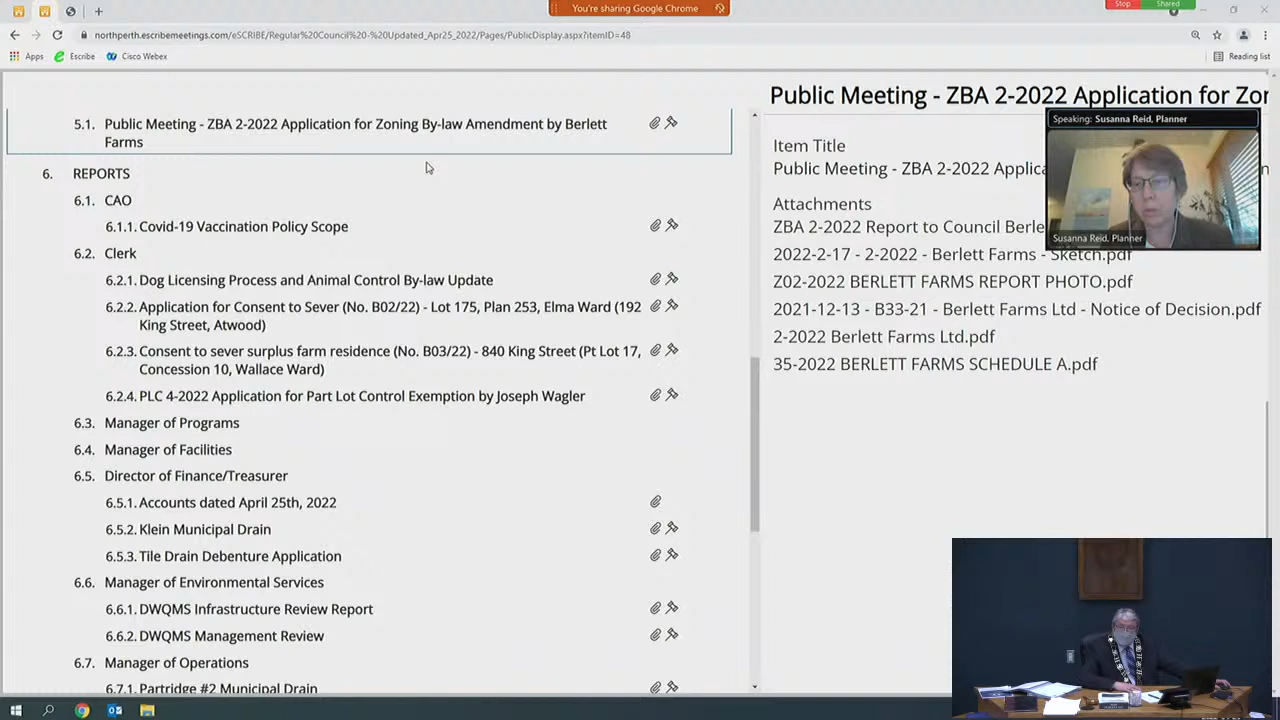 You're sharing Google Chrome
Stop
Shared
northperth.escribemeetings.com/eSCRIBE/Regular%20Council%20-%20Updated_Apr25_2022/Pages/PublicDisplay.aspx?itemID=48
Apps
Escribe
Cisco Webex
Reading list
5.1. Public Meeting - ZBA 2-2022 Application for Zoning By-law Amendment by Berlett
Farms
6. REPORTS
6.1. CAO
6.1.1. Covid-19 Vaccination Policy Scope
6.2. Clerk
6.2.1. Dog Licensing Process and Animal Control By-law Update
6.2.2. Application for Consent to Sever (No. B02/22) - Lot 175, Plan 253, Elma Ward (192
King Street, Atwood)
6.2.3. Consent to sever surplus farm residence (No. B03/22) - 840 King Street (Pt Lot 17,
Concession 10, Wallace Ward)
6.2.4. PLC 4-2022 Application for Part Lot Control Exemption by Joseph Wagler
6.3. Manager of Programs
6.4. Manager of Facilities
6.5. Director of Finance/Treasurer
6.5.1. Accounts dated April 25th, 2022
6.5.2. Klein Municipal Drain
6.5.3. Tile Drain Debenture Application
6.6. Manager of Environmental Services
6.6.1. DWQMS Infrastructure Review Report
6.6.2. DWQMS Management Review
6.7. Manager of Operations
6.7.1. Partridge #2 Municipal Drain
Public Meeting - ZBA 2-2022 Application for Zor
Item Title
Public Meeting - ZBA 2-2022 Applica
Attachments
ZBA 2-2022 Report to Council Berle
2022-2-17 - 2-2022 - Berlett Farms - Sketch.pdf
Z02-2022 BERLETT FARMS REPORT PHOTO.pdf
2021-12-13 - B33-21 - Berlett Farms Ltd - Notice of Decision.pdf
2-2022 Berlett Farms Ltd.pdf
35-2022 BERLETT FARMS SCHEDULE A.pdf
Speaking: Susanna Reid, Planner
Susanna Reid, Planner